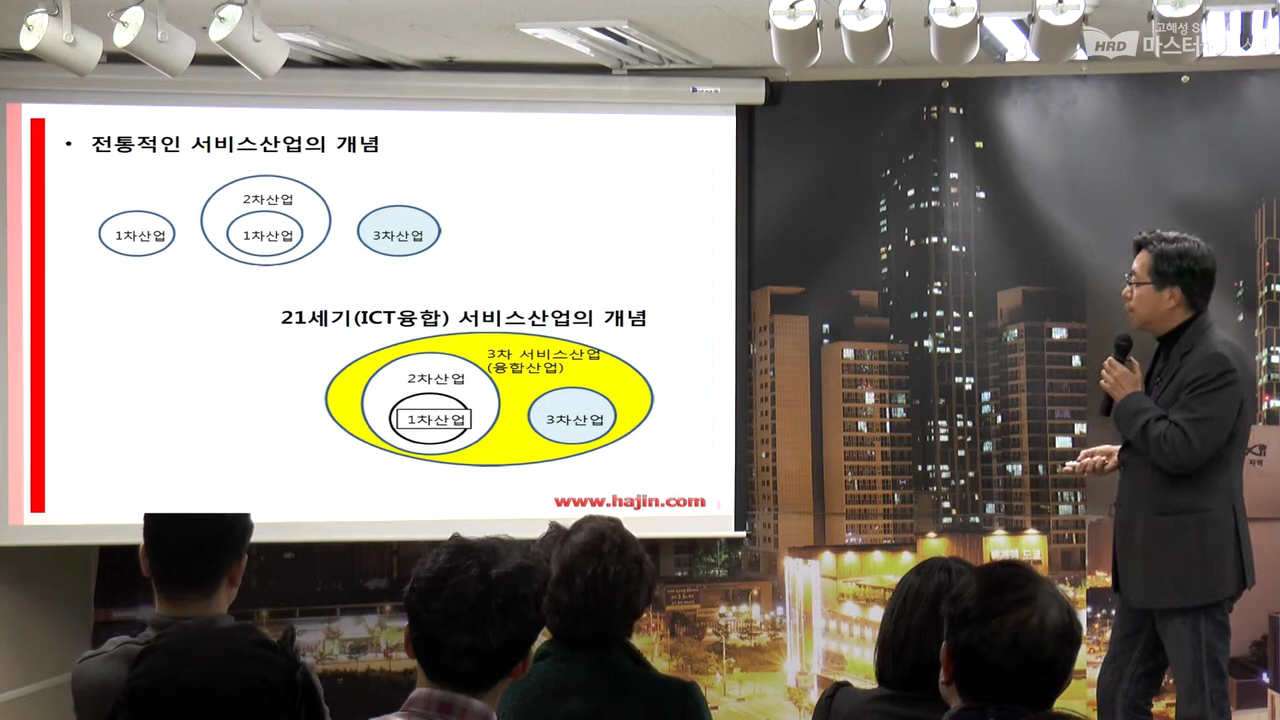 고혜성
HRD 마스터
• 전통적인 서비스산업의 개념
2차산업
1차산업
1차산업
3차산업
21세기(ICT융합) 서비스산업의 개념
3차 서비스산업
(융합산업)
2차산업
1차산업
3차산업
www.hajin.com